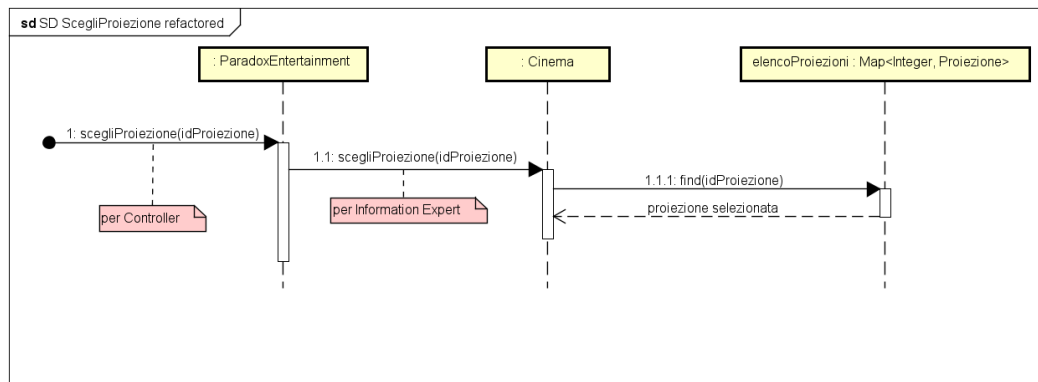 sd SD ScegliProiezione refactored
: ParadoxEntertainment
: Cinema
elencoProiezioni : Map<Integer, Proiezione>
1: scegliProiezione(idProiezione)
1.1: scegliProiezione(idProiezione)
1.1.1: find(idProiezione)
proiezione selezionata
per Controller
per Information Expert